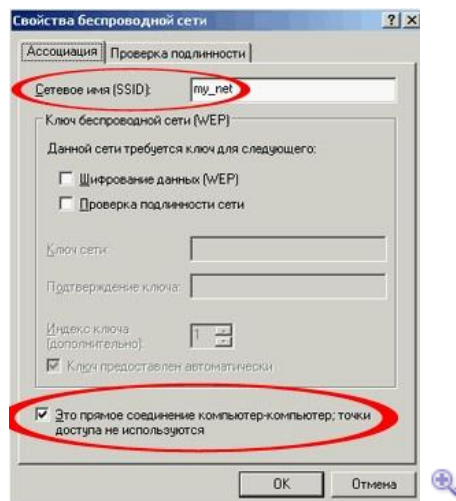 Свойства беспроводной сети
Ассоциация Проверка подлинности
Сетевое имя (SSID): my_net
Ключ беспроводной сети (WEP)
Данной сети требуется ключ для следующего:
Шифрование данных (WEP)
Проверка подлинности сети
Ключ сети:
Подтверждение ключа:
Индекс ключа
(дополнительно): 1
Ключ предоставлен автоматически
Это прямое соединение компьютер-компьютер; точки
доступа не используются
OK Отмена